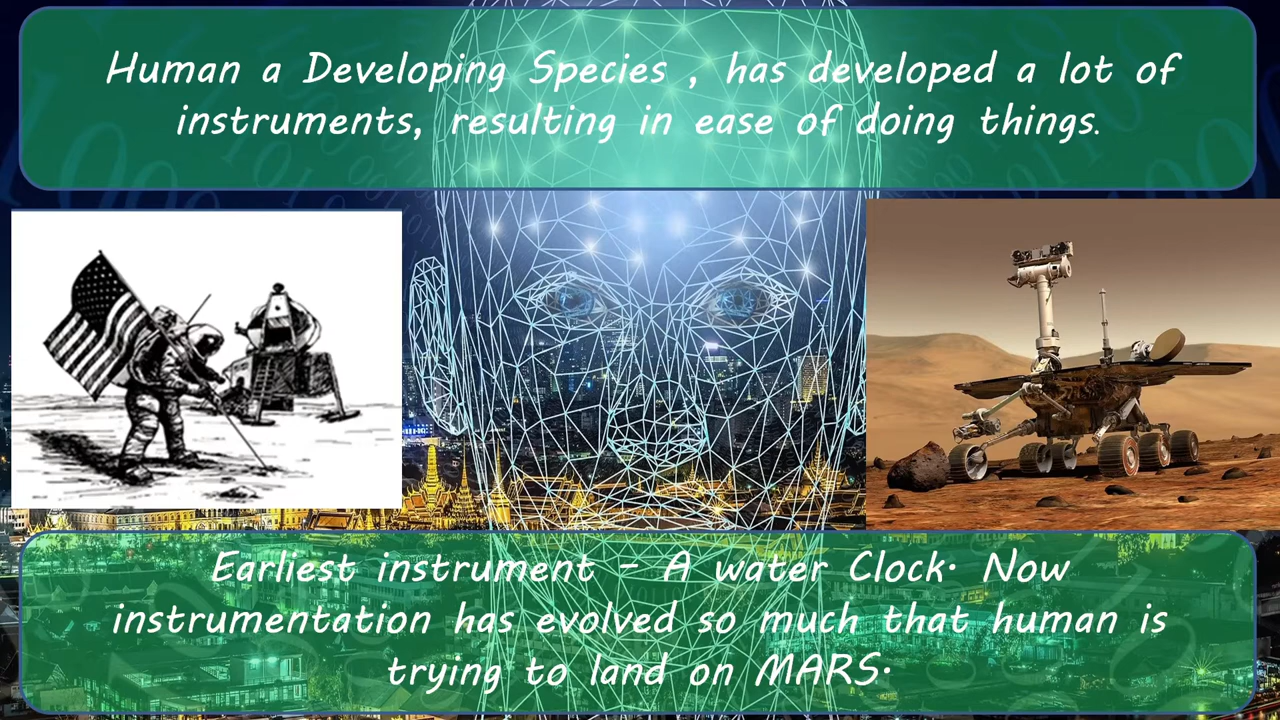 Human a Developing Species , has developed a lot of
instruments, resulting in ease of doing things.
Earliest instrument - A water Clock. Now
instrumentation has evolved so much that human is
trying to land on MARS.